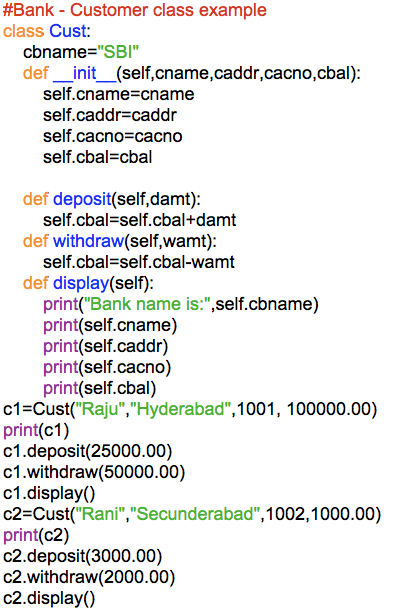 #Bank - Customer class example
class Cust:
    cbname="SBI"
    def __init__(self,cname,caddr,cacno,cbal):
        self.cname=cname
        self.caddr=caddr
        self.cacno=cacno
        self.cbal=cbal

    def deposit(self,damt):
        self.cbal=self.cbal+damt
    def withdraw(self,wamt):
        self.cbal=self.cbal-wamt
    def display(self):
        print("Bank name is:",self.cbname)
        print(self.cname)
        print(self.caddr)
        print(self.cacno)
        print(self.cbal)
c1=Cust("Raju","Hyderabad",1001, 100000.00)
print(c1)
c1.deposit(25000.00)
c1.withdraw(50000.00)
c1.display()
c2=Cust("Rani","Secunderabad",1002,1000.00)
print(c2)
c2.deposit(3000.00)
c2.withdraw(2000.00)
c2.display()